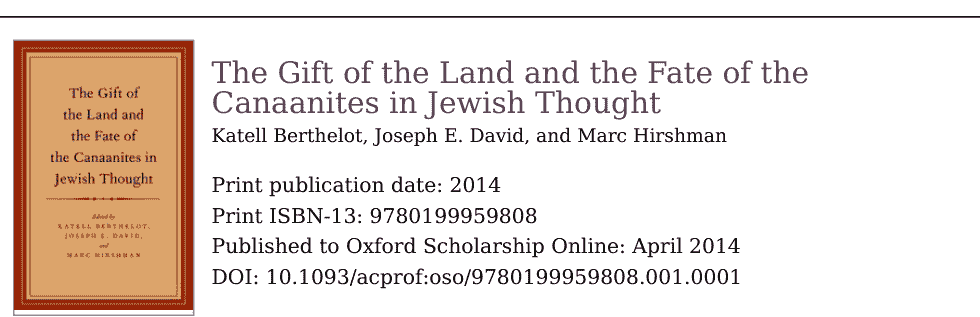 The Gift of
the Land and
the Fate of
the Canaanites in
Jewish Thought
Edited by
KATELL BERTHELOT,
JOSEPH E. DAVID,
and
MARC HIRSHMAN
The Gift of the Land and the Fate of the
Canaanites in Jewish Thought
Katell Berthelot, Joseph E. David, and Marc Hirshman
Print publication date: 2014
Print ISBN-13: 9780199959808
Published to Oxford Scholarship Online: April 2014
DOI: 10.1093/acprof:oso/9780199959808.001.0001